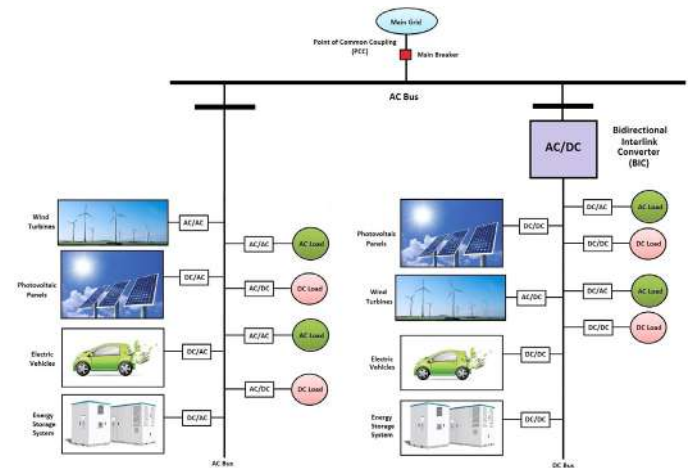 Main Grid
Point of Common Coupling
(PCC)
Main Breaker
AC Bus
AC/DC
Bidirectional
Interlink
Converter
(BIC)
Wind
Turbines
AC/AC
AC/AC
AC Load
Photovoltaic
Panels
DC/AC
AC/DC
DC Load
AC/AC
AC Load
Electric
Vehicles
DC/AC
AC/DC
DC Load
Energy
Storage
System
DC/AC
AC Bus
DC/AC
AC Load
Photovoltaic
Panels
DC/DC
DC/DC
DC Load
Wind
Turbines
AC/DC
DC/AC
AC Load
DC/DC
DC Load
Electric
Vehicles
DC/DC
Energy
Storage
System
DC/DC
DC Bus